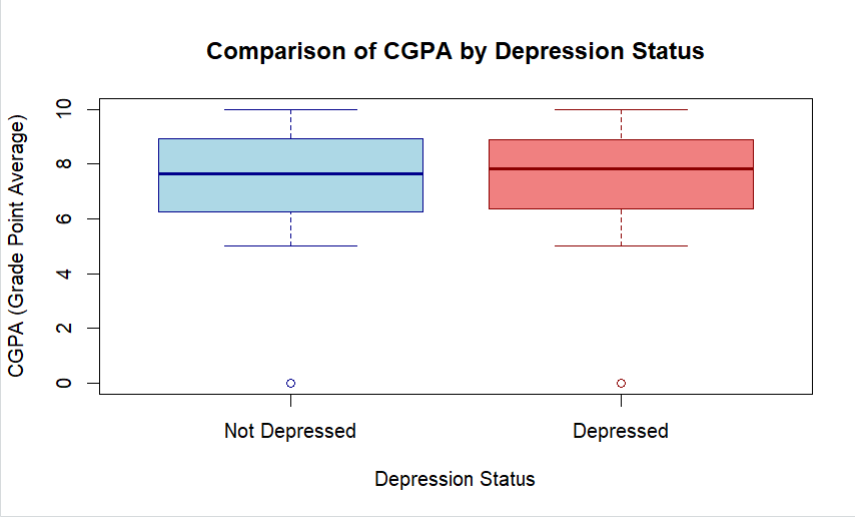 Comparison of CGPA by Depression Status
CGPA (Grade Point Average)
10
8
6
4
2
0
Not Depressed
Depressed
Depression Status